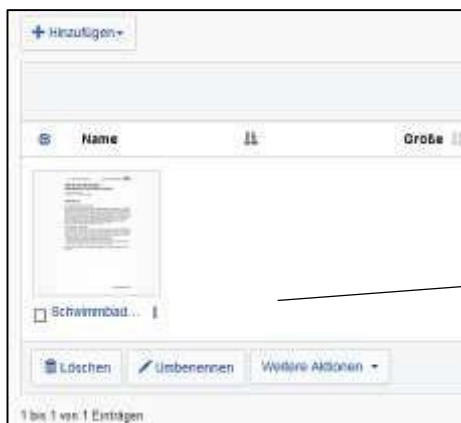 Hinzufügen
Name Größe
Schwimmbad...
Löschen Umbenennen Weitere Aktionen
1 bis 1 von 1 Einträgen